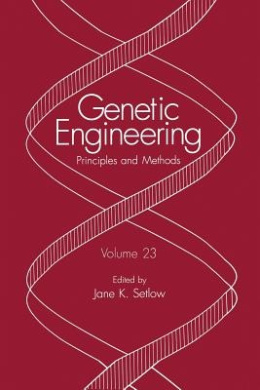 Genetic
Engineering
Principles and Methods
Volume 23
Edited by
Jane K. Setlow